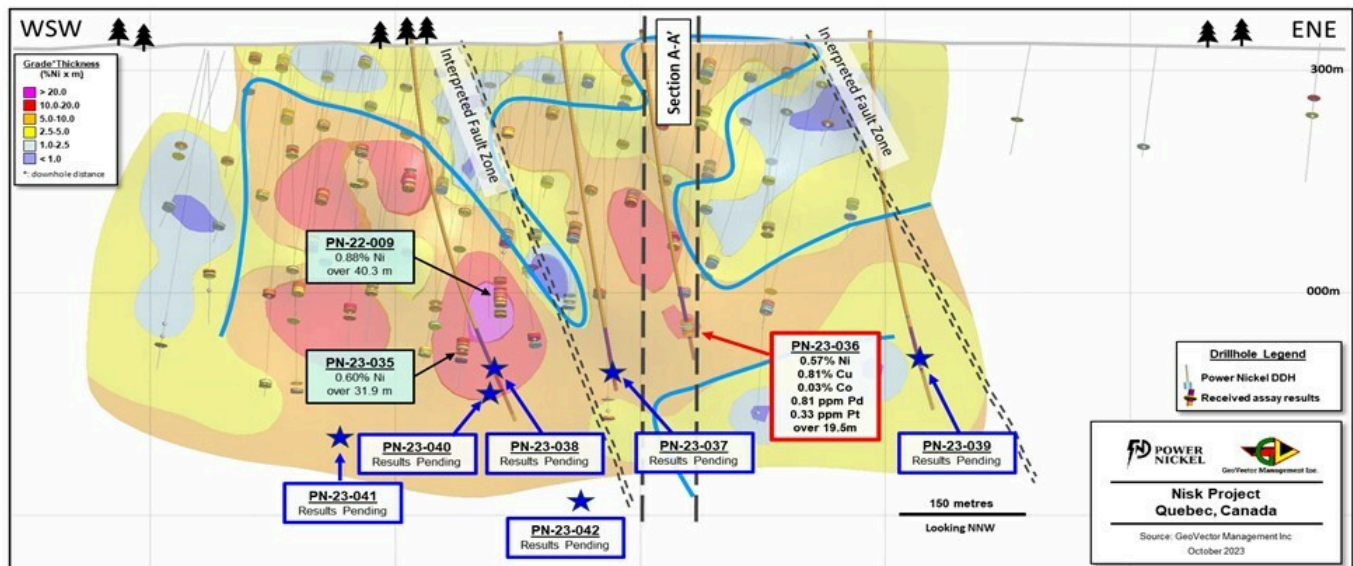 WSW
ENE
Grade*Thickness
(%Ni x m)
> 20.0
10.0-20.0
5.0-10.0
2.5-5.0
1.0-2.5
< 1.0
*: downhole distance
Interpreted Fault Zone
Section A-A'
Interpreted Fault Zone
300m
000m
PN-22-009
0.88% Ni
over 40.3 m
PN-23-035
0.60% Ni
over 31.9 m
PN-23-036
0.57% Ni
0.81% Cu
0.03% Co
0.81 ppm Pd
0.33 ppm Pt
over 19.5m
PN-23-040
Results Pending
PN-23-038
Results Pending
PN-23-037
Results Pending
PN-23-039
Results Pending
PN-23-041
Results Pending
PN-23-042
Results Pending
150 metres
Looking NNW
Drillhole Legend
Power Nickel DDH
Received assay results
POWER
NICKEL
GeoVector Management Inc.
Nisk Project
Quebec, Canada
Source: GeoVector Management Inc
October 2023